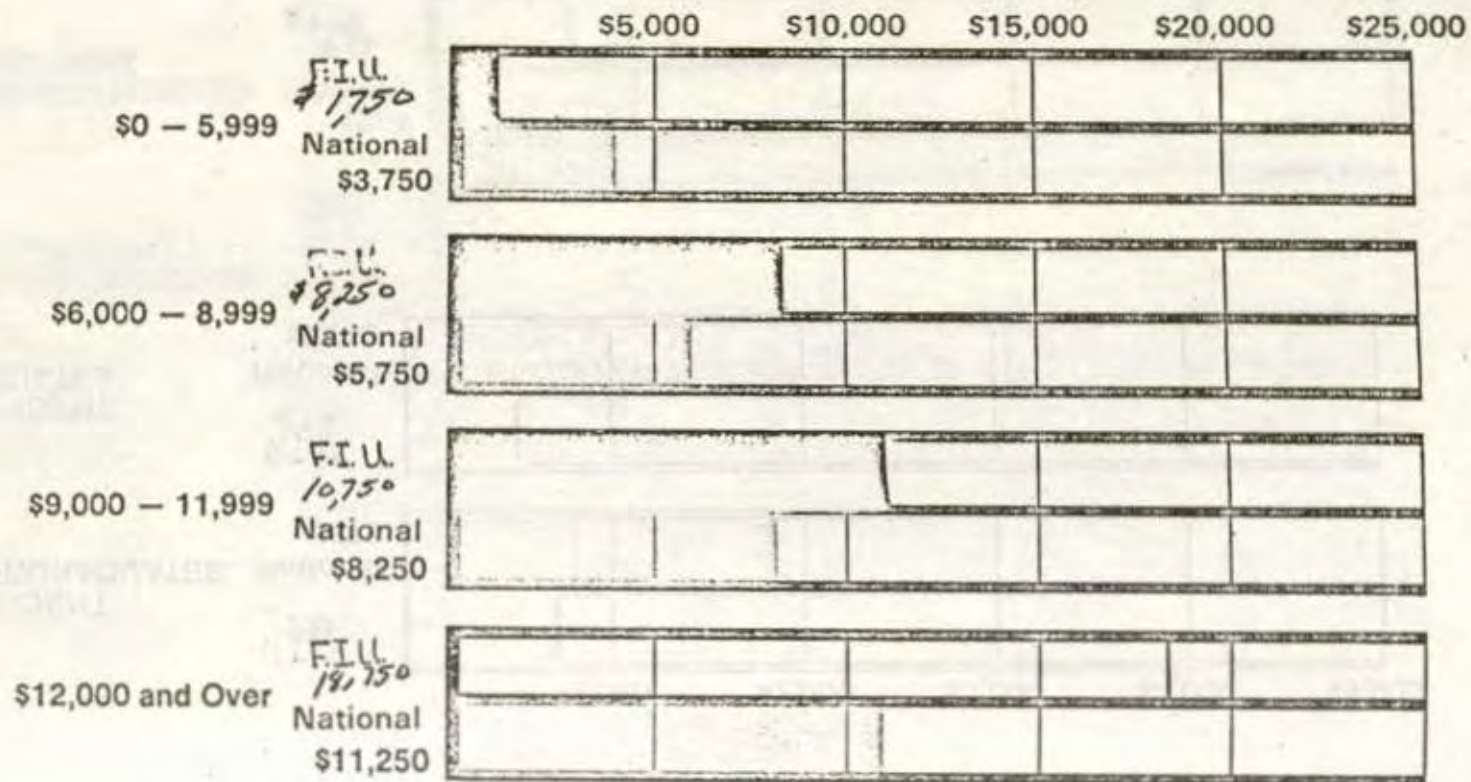 $5,000 $10,000 $15,000 $20,000 $25,000
F.I.U.
$ 1,750
$0 — 5,999
National
$3,750
F.I.U.
$8,250
$6,000 — 8,999
National
$5,750
F.I.U.
10,750
$9,000 — 11,999
National
$8,250
F.I.U.
18,750
$12,000 and Over
National
$11,250